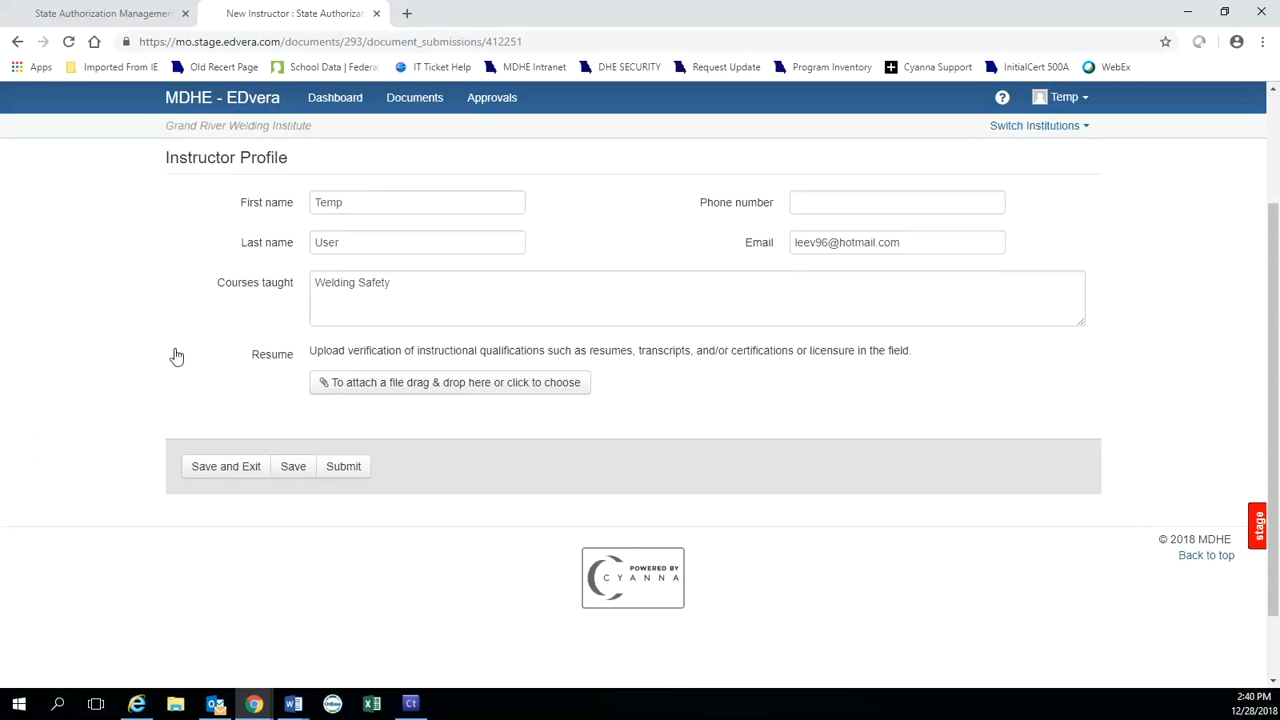 State Authorization Management
New Instructor : State Authorizat
https://mo.stage.edvera.com/documents/293/document_submissions/412251
Apps Imported From IE Old Recert Page School Data | Federa IT Ticket Help MDHE Intranet DHE SECURITY Request Update Program Inventory Cyanna Support InitialCert 500A WebEx
MDHE - EDvera Dashboard Documents Approvals ? Temp
Grand River Welding Institute Switch Institutions
Instructor Profile
First name Temp Phone number
Last name User Email leev96@hotmail.com
Courses taught Welding Safety
Resume Upload verification of instructional qualifications such as resumes, transcripts, and/or certifications or licensure in the field.
To attach a file drag & drop here or click to choose
Save and Exit Save Submit
stage
© 2018 MDHE
Back to top
POWERED BY
CYANNA
OnBase
Ct
2:40 PM
12/28/2018